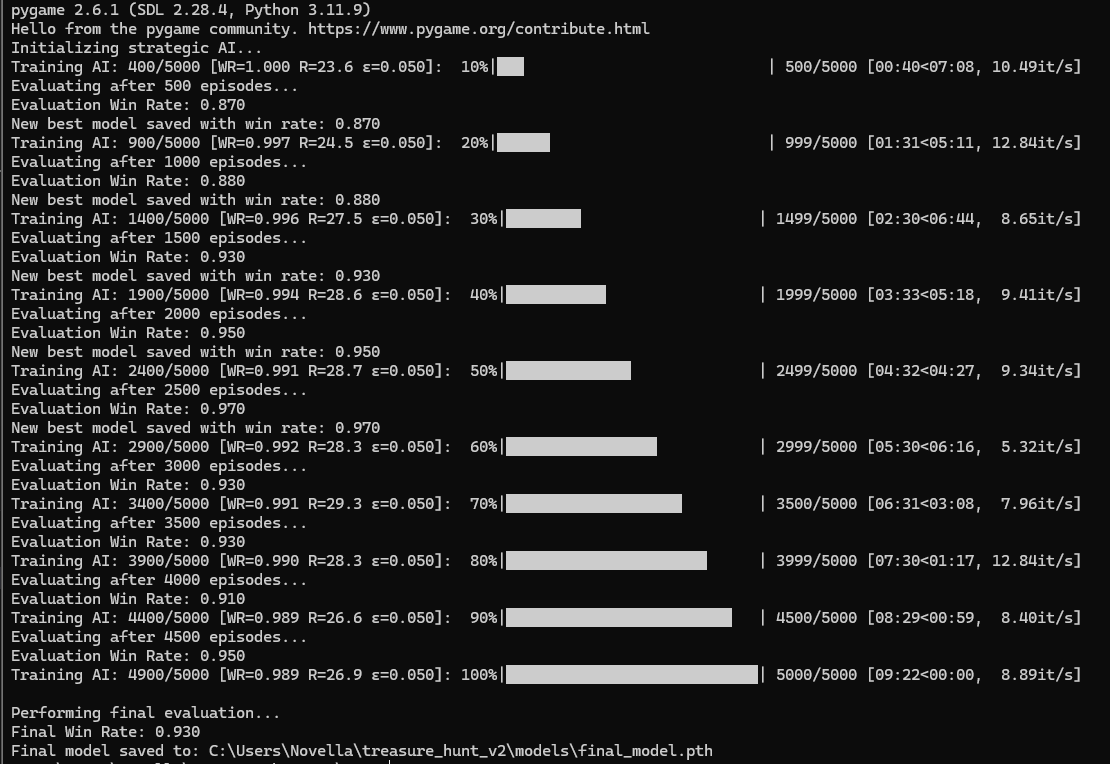 pygame 2.6.1 (SDL 2.28.4, Python 3.11.9)
Hello from the pygame community. https://www.pygame.org/contribute.html
Initializing strategic AI...
Training AI: 400/5000 [WR=1.000 R=23.6 ε=0.050]:  10%|███ | 500/5000 [00:40<07:08, 10.49it/s]
Evaluating after 500 episodes...
Evaluation Win Rate: 0.870
New best model saved with win rate: 0.870
Training AI: 900/5000 [WR=0.997 R=24.5 ε=0.050]:  20%|██████ | 999/5000 [01:31<05:11, 12.84it/s]
Evaluating after 1000 episodes...
Evaluation Win Rate: 0.880
New best model saved with win rate: 0.880
Training AI: 1400/5000 [WR=0.996 R=27.5 ε=0.050]:  30%|████████ | 1499/5000 [02:30<06:44,  8.65it/s]
Evaluating after 1500 episodes...
Evaluation Win Rate: 0.930
New best model saved with win rate: 0.930
Training AI: 1900/5000 [WR=0.994 R=28.6 ε=0.050]:  40%|███████████ | 1999/5000 [03:33<05:18,  9.41it/s]
Evaluating after 2000 episodes...
Evaluation Win Rate: 0.950
New best model saved with win rate: 0.950
Training AI: 2400/5000 [WR=0.991 R=28.7 ε=0.050]:  50%|██████████████ | 2499/5000 [04:32<04:27,  9.34it/s]
Evaluating after 2500 episodes...
Evaluation Win Rate: 0.970
New best model saved with win rate: 0.970
Training AI: 2900/5000 [WR=0.992 R=28.3 ε=0.050]:  60%|█████████████████ | 2999/5000 [05:30<06:16,  5.32it/s]
Evaluating after 3000 episodes...
Evaluation Win Rate: 0.930
Training AI: 3400/5000 [WR=0.991 R=29.3 ε=0.050]:  70%|████████████████████ | 3500/5000 [06:31<03:08,  7.96it/s]
Evaluating after 3500 episodes...
Evaluation Win Rate: 0.930
Training AI: 3900/5000 [WR=0.990 R=28.3 ε=0.050]:  80%|██████████████████████ | 3999/5000 [07:30<01:17, 12.84it/s]
Evaluating after 4000 episodes...
Evaluation Win Rate: 0.910
Training AI: 4400/5000 [WR=0.989 R=26.6 ε=0.050]:  90%|█████████████████████████ | 4500/5000 [08:29<00:59,  8.40it/s]
Evaluating after 4500 episodes...
Evaluation Win Rate: 0.950
Training AI: 4900/5000 [WR=0.989 R=26.9 ε=0.050]: 100%|████████████████████████████| 5000/5000 [09:22<00:00,  8.89it/s]
Performing final evaluation...
Final Win Rate: 0.930
Final model saved to: C:\Users\Novella\treasure_hunt_v2\models\final_model.pth